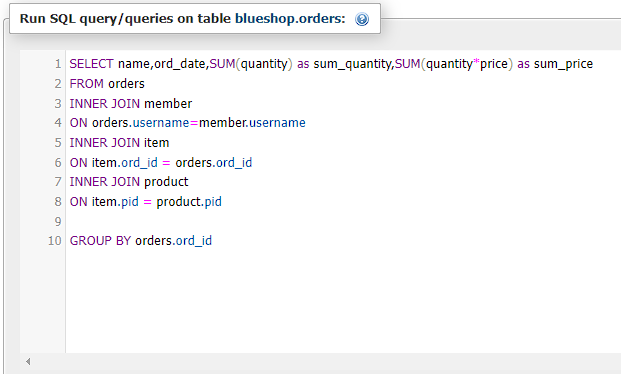 Run SQL query/queries on table blueshop.orders:
1 SELECT name,ord_date,SUM(quantity) as sum_quantity,SUM(quantity*price) as sum_price
2 FROM orders
3 INNER JOIN member
4 ON orders.username=member.username
5 INNER JOIN item
6 ON item.ord_id = orders.ord_id
7 INNER JOIN product
8 ON item.pid = product.pid
9
10 GROUP BY orders.ord_id